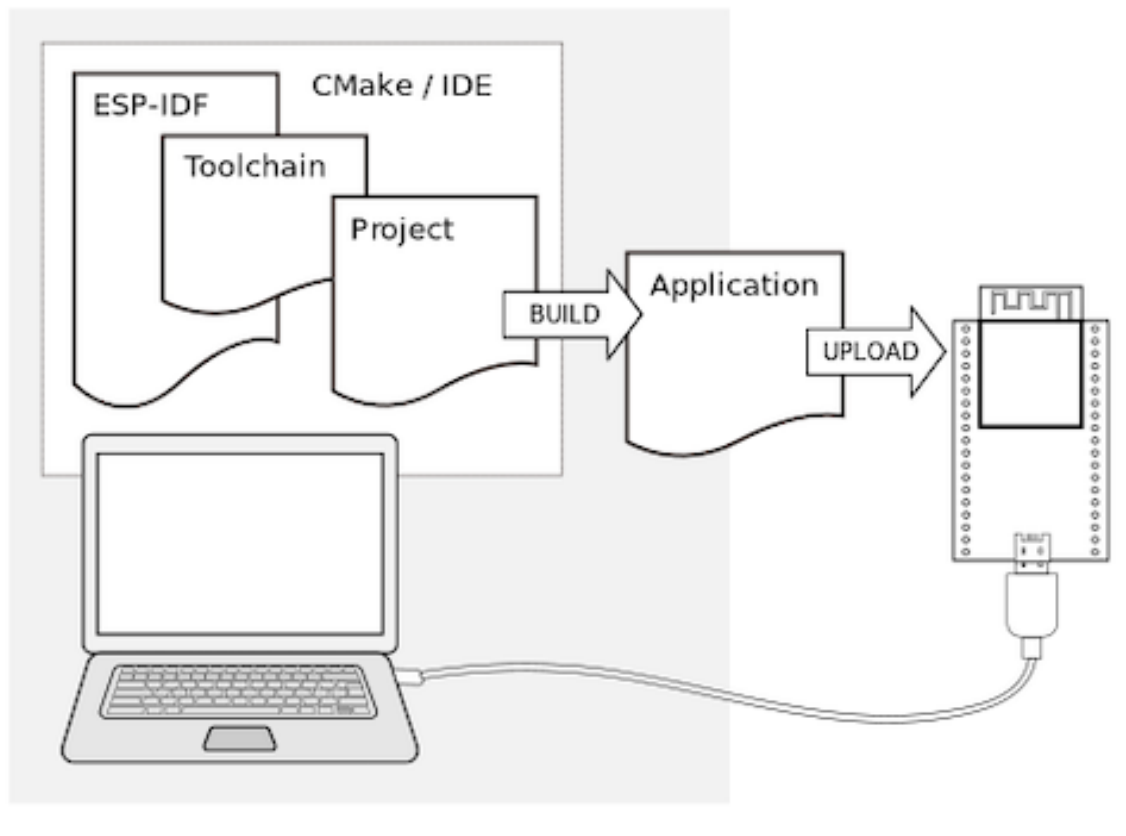 CMake / IDE
ESP-IDF
Toolchain
Project
BUILD
Application
UPLOAD